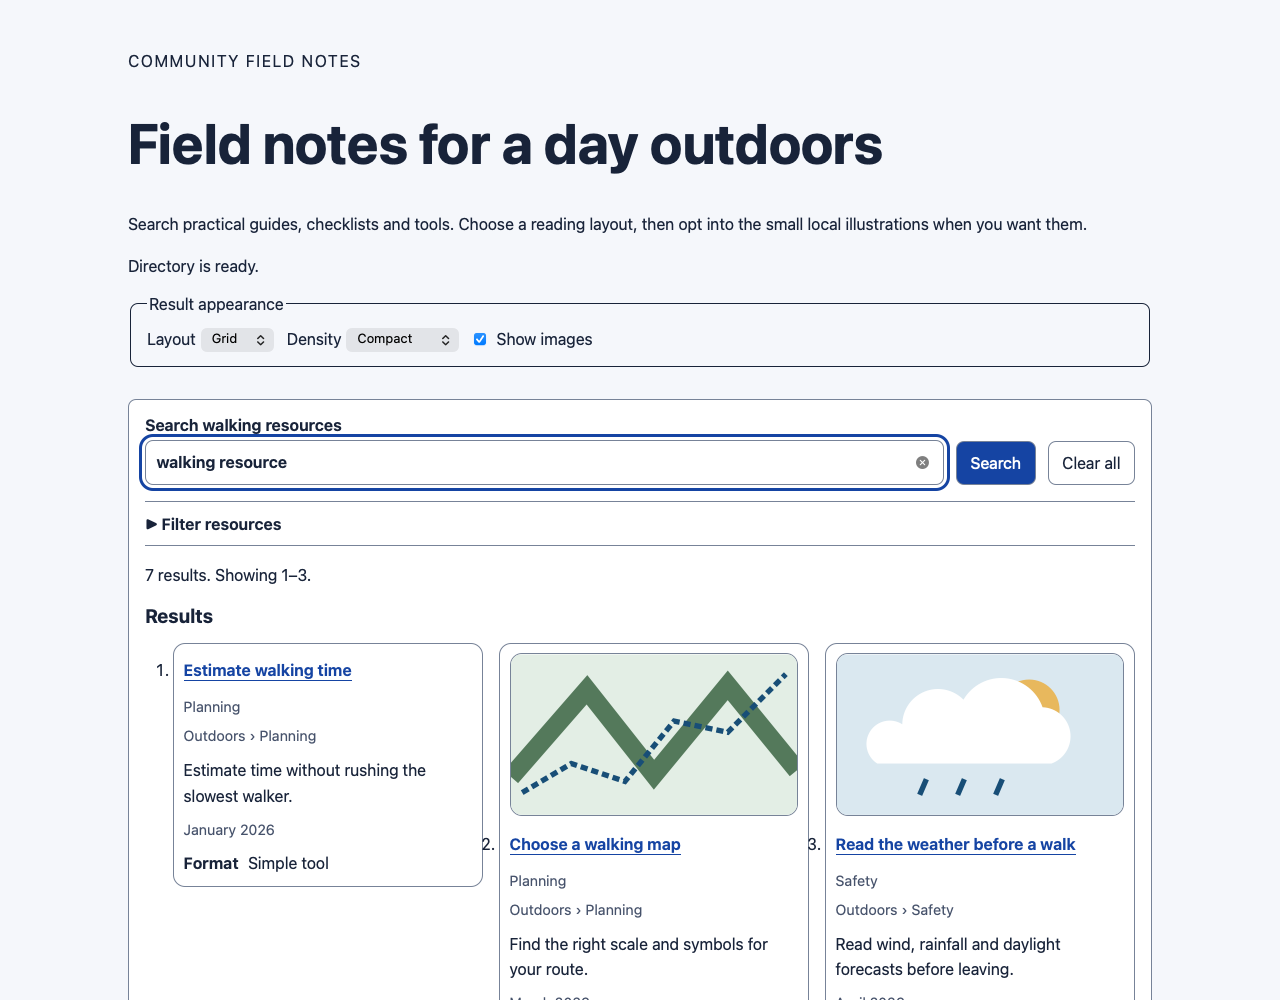 COMMUNITY FIELD NOTES
Field notes for a day outdoors
Search practical guides, checklists and tools. Choose a reading layout, then opt into the small local illustrations when you want them.
Directory is ready.
Result appearance
Layout Grid Density Compact Show images
Search walking resources
walking resource Search Clear all
Filter resources
7 results. Showing 1–3.
Results
1. Estimate walking time
Planning
Outdoors › Planning
Estimate time without rushing the
slowest walker.
January 2026
Format Simple tool
2. Choose a walking map
Planning
Outdoors › Planning
Find the right scale and symbols for
your route.
3. Read the weather before a walk
Safety
Outdoors › Safety
Read wind, rainfall and daylight
forecasts before leaving.